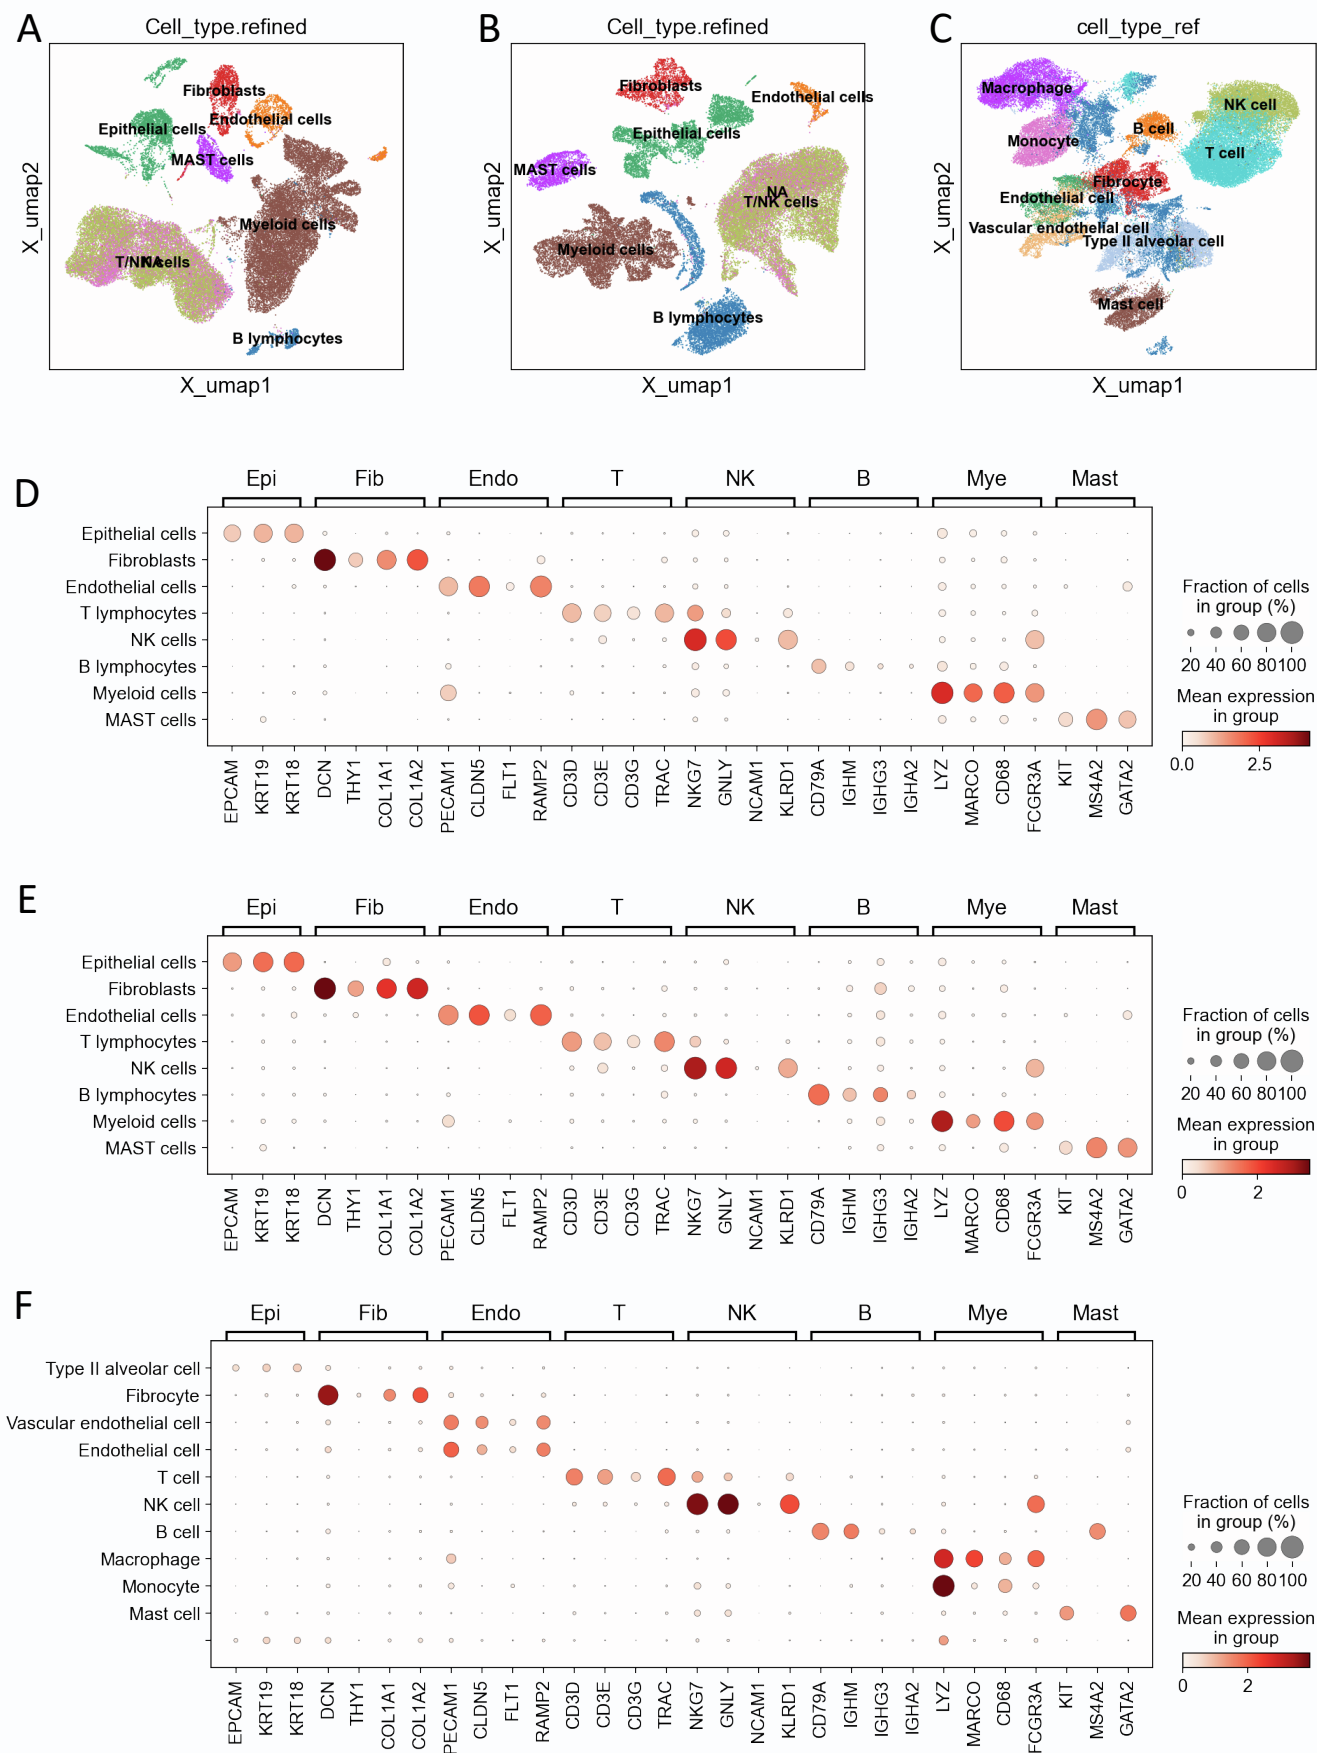 A
Cell_type.refined
Fibroblasts
Epithelial cells
Endothelial cells
MAST cells
Myeloid cells
T/NK cells
NA
B lymphocytes
X_umap2
X_umap1
B
Cell_type.refined
Fibroblasts
Endothelial cells
Epithelial cells
MAST cells
NA
T/NK cells
Myeloid cells
B lymphocytes
X_umap2
X_umap1
C
cell_type_ref
Macrophage
NK cell
B cell
Monocyte
T cell
Fibrocyte
Endothelial cell
Vascular endothelial cell
Type II alveolar cell
Mast cell
X_umap2
X_umap1
D
Epi Fib Endo T NK B Mye Mast
Epithelial cells
Fibroblasts
Endothelial cells
T lymphocytes
NK cells
B lymphocytes
Myeloid cells
MAST cells
EPCAM KRT19 KRT18 DCN THY1 COL1A1 COL1A2 PECAM1 CLDN5 FLT1 RAMP2 CD3D CD3E CD3G TRAC NKG7 GNLY NCAM1 KLRD1 CD79A IGHM IGHG3 IGHA2 LYZ MARCO CD68 FCGR3A KIT MS4A2 GATA2
Fraction of cells
in group (%)
20 40 60 80 100
Mean expression
in group
0.0 2.5
E
Epi Fib Endo T NK B Mye Mast
Epithelial cells
Fibroblasts
Endothelial cells
T lymphocytes
NK cells
B lymphocytes
Myeloid cells
MAST cells
EPCAM KRT19 KRT18 DCN THY1 COL1A1 COL1A2 PECAM1 CLDN5 FLT1 RAMP2 CD3D CD3E CD3G TRAC NKG7 GNLY NCAM1 KLRD1 CD79A IGHM IGHG3 IGHA2 LYZ MARCO CD68 FCGR3A KIT MS4A2 GATA2
Fraction of cells
in group (%)
20 40 60 80 100
Mean expression
in group
0 2
F
Epi Fib Endo T NK B Mye Mast
Type II alveolar cell
Fibrocyte
Vascular endothelial cell
Endothelial cell
T cell
NK cell
B cell
Macrophage
Monocyte
Mast cell
EPCAM KRT19 KRT18 DCN THY1 COL1A1 COL1A2 PECAM1 CLDN5 FLT1 RAMP2 CD3D CD3E CD3G TRAC NKG7 GNLY NCAM1 KLRD1 CD79A IGHM IGHG3 IGHA2 LYZ MARCO CD68 FCGR3A KIT MS4A2 GATA2
Fraction of cells
in group (%)
20 40 60 80 100
Mean expression
in group
0 2